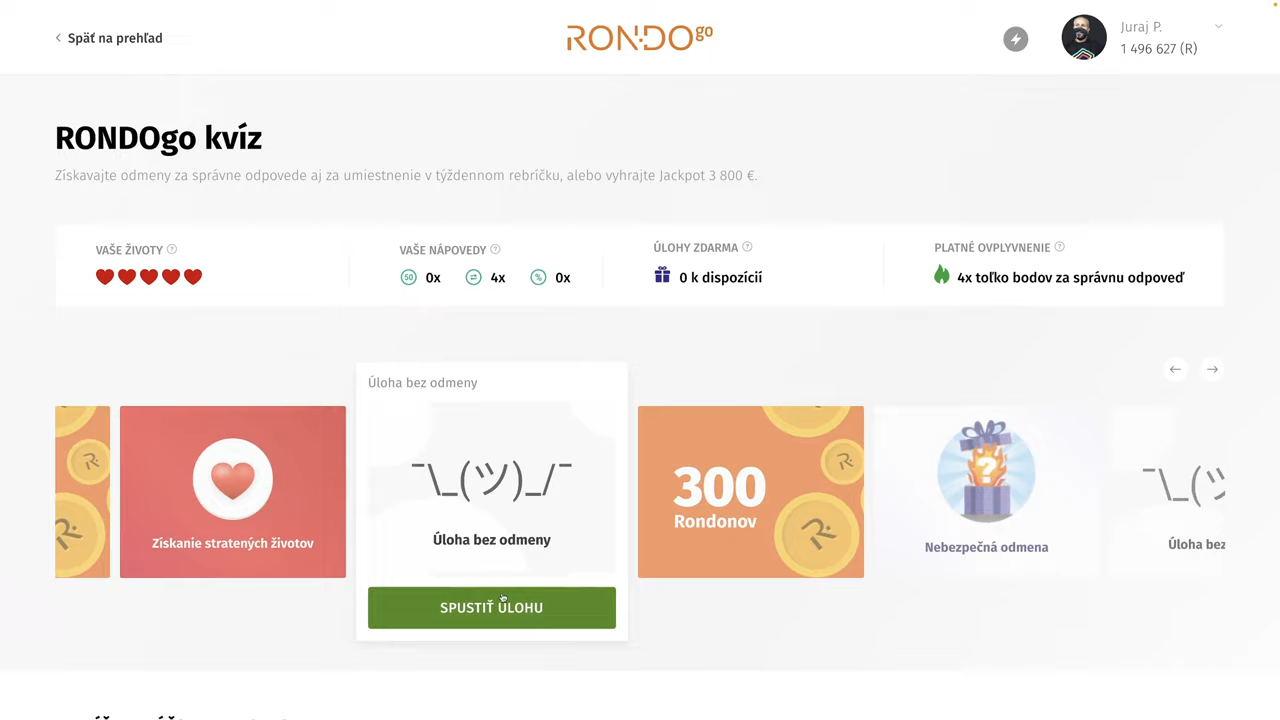 Späť na prehľad
RONDOgo
Juraj P.
1 496 627 (R)
RONDOgo kvíz
Získavajte odmeny za správne odpovede aj za umiestnenie v týždennom rebríčku, alebo vyhrajte Jackpot 3 800 €.
VAŠE ŽIVOTY
VAŠE NÁPOVEDY
50 0x 4x % 0x
ÚLOHY ZDARMA
0 k dispozícií
PLATNÉ OVPLYVNENIE
4x toľko bodov za správnu odpoveď
Získanie stratených životov
Úloha bez odmeny
¯\_(ツ)_/¯
Úloha bez odmeny
SPUSTIŤ ÚLOHU
300
Rondonov
?
Nebezpečná odmena
¯\_(ツ
Úloha bez